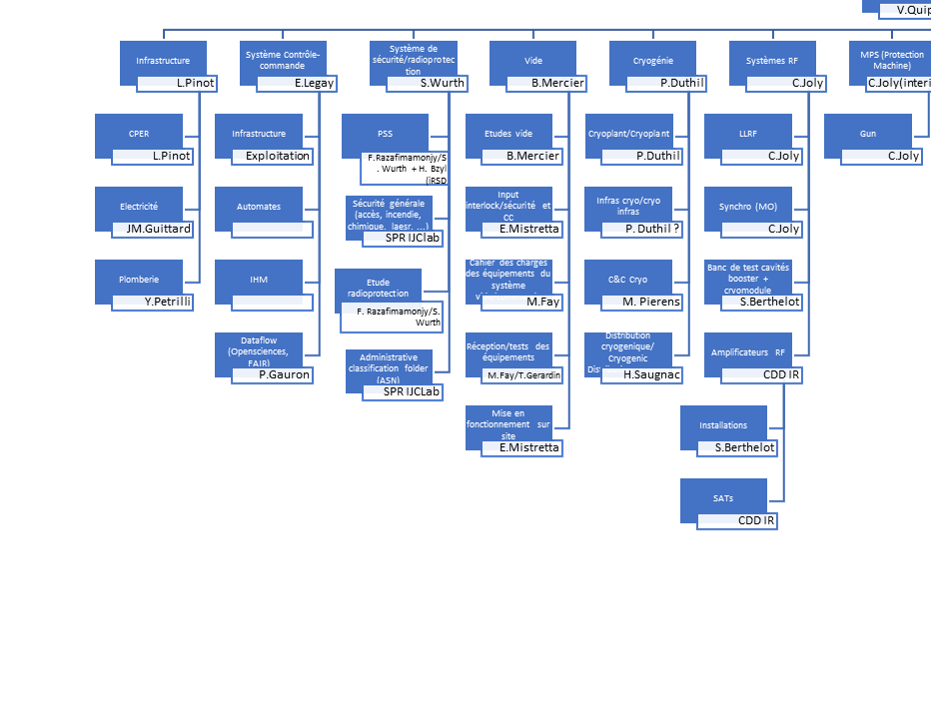 V.Quip
Infrastructure
L.Pinot
Système Contrôle-
commande
E.Legay
Système de
sécurité/radioprotec
tion
S.Wurth
Vide
B.Mercier
Cryogénie
P.Duthil
Systèmes RF
C.Joly
MPS (Protection
Machine)
C.Joly(interi
CPER
L.Pinot
Infrastructure
Exploitation
PSS
F.Razafimamonjy/S
. Wurth + H. Bzyl
(iRSD
Etudes vide
B.Mercier
Cryoplant/Cryoplant
P.Duthil
LLRF
C.Joly
Gun
C.Joly
Electricité
JM.Guittard
Automates
Sécurité générale
(accès, incendie,
chimique, laesr, ...)
SPR IJClab
Input
interlock/sécurité et
CC
E.Mistretta
Infras cryo/cryo
infras
P. Duthil ?
Synchro (MO)
C.Joly
Plomberie
Y.Petrilli
IHM
Etude
radioprotection
F. Razafimamonjy/S.
Wurth
Cahier des charges
des équipements du
système
M.Fay
C&C Cryo
M. Pierens
Banc de test cavités
booster +
cryomodule
S.Berthelot
Dataflow
(Opensciences,
FAIR)
P.Gauron
Administrative
classification folder
(ASN)
SPR IJCLab
Réception/tests des
équipements
M.Fay/T.Gerardin
Distribution
cryogenique/
Cryogenic
H.Saugnac
Amplificateurs RF
CDD IR
Mise en
fonctionnement sur
site
E.Mistretta
Installations
S.Berthelot
SATs
CDD IR